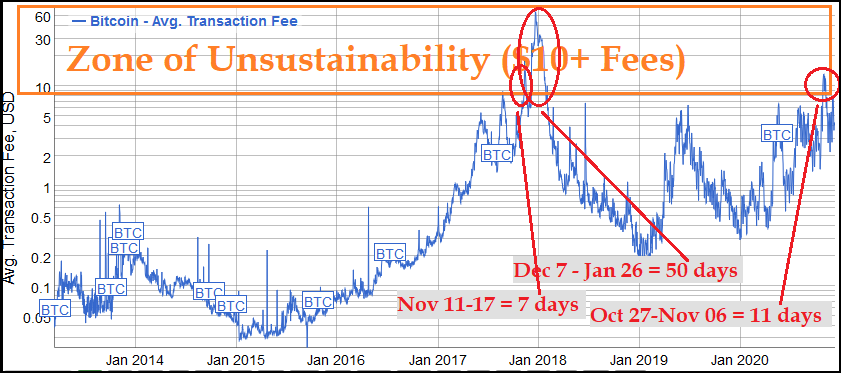 60
Bitcoin - Avg. Transaction Fee
30
Zone of Unsustainability ($10+ Fees)
10
Avg. Transaction Fee, USD
5
BTC
BTC
2
1
0.5
BTC
BTC
BTC
0.2
Dec 7 - Jan 26 = 50 days
0.1
BTC
BTC
BTC
BTC
Nov 11-17 = 7 days
BTC
0.05
Oct 27-Nov 06 = 11 days
Jan 2014
Jan 2015
Jan 2016
Jan 2017
Jan 2018
Jan 2019
Jan 2020